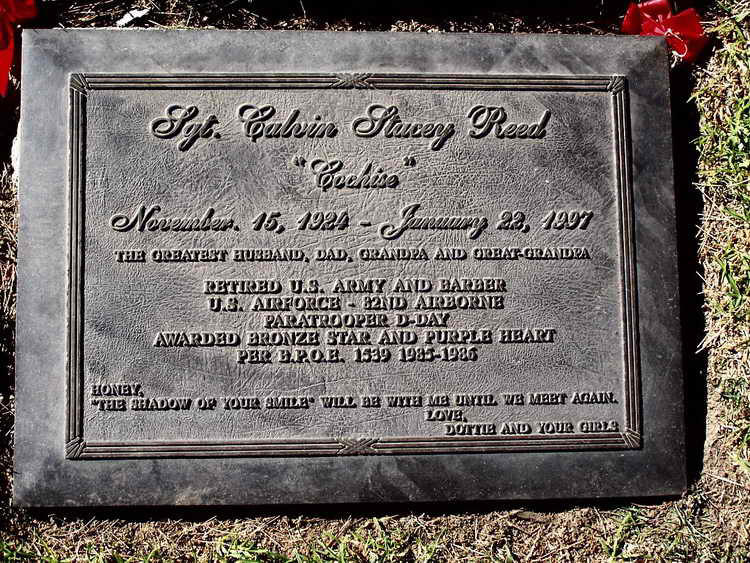 Sgt. Calvin Stacey Reed
"Cochise"
November. 15, 1924 - January 22, 1997
THE GREATEST HUSBAND, DAD, GRANDPA AND GREAT-GRANDPA
RETIRED U.S. ARMY AND BARBER
U.S. AIRFORCE - 82ND AIRBORNE
PARATROOPER D-DAY
AWARDED BRONZE STAR AND PURPLE HEART
PER B.P.O.E. 1539 1985-1986
HONEY,
"THE SHADOW OF YOUR SMILE" WILL BE WITH ME UNTIL WE MEET AGAIN.
LOVE,
DOTTIE AND YOUR GIRLS